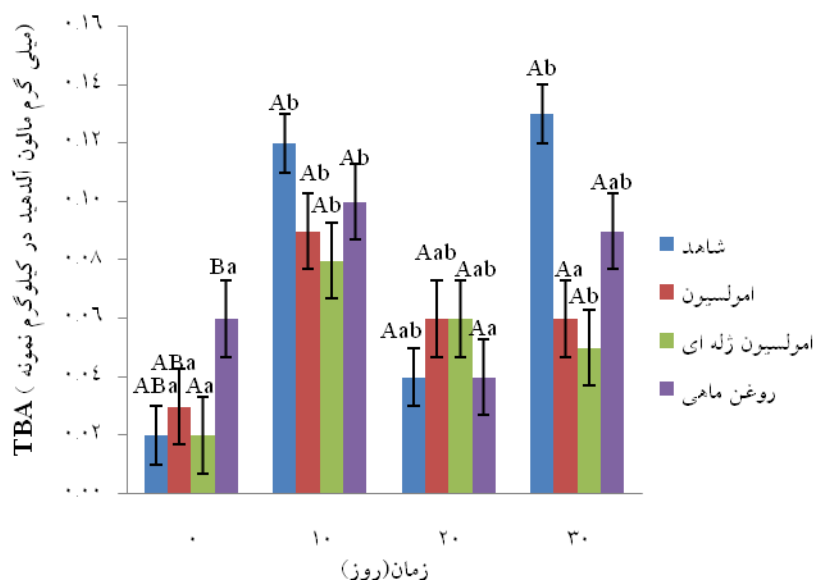 TBA (میلی گرم مالون آلدهید در کیلوگرم نمونه)
۰.۱۶
۰.۱۴
۰.۱۲
۰.۱۰
۰.۰۸
۰.۰۶
۰.۰۴
۰.۰۲
۰.۰۰
ABa ABa Aa Ba
Ab Ab Ab Ab
Aab Aab Aab Aa
Ab Aa Ab Aab
۰ ۱۰ ۲۰ ۳۰
زمان(روز)
شاهد
امولسیون
امولسیون ژله ای
روغن ماهی